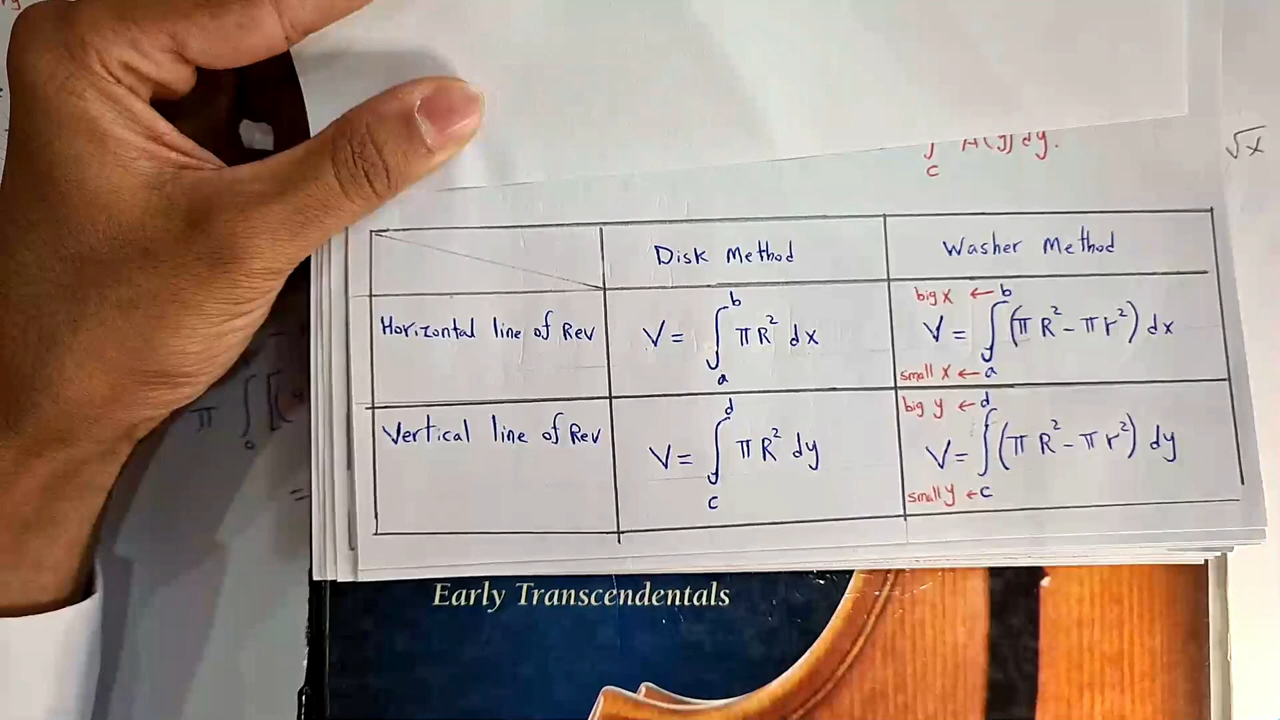 A(y) dy.
c
√x
Disk Method
Washer Method
Horizontal line of Rev
V = ∫ₐᵇ πR² dx
big x ← b
V = ∫ (πR² - πr²) dx
small x ← a
Vertical line of Rev
V = ∫ πR² dy
d
c
big y ← d
V = ∫ (πR² - πr²) dy
small y ← c
π ∫ [(
o
=
Early Transcendentals